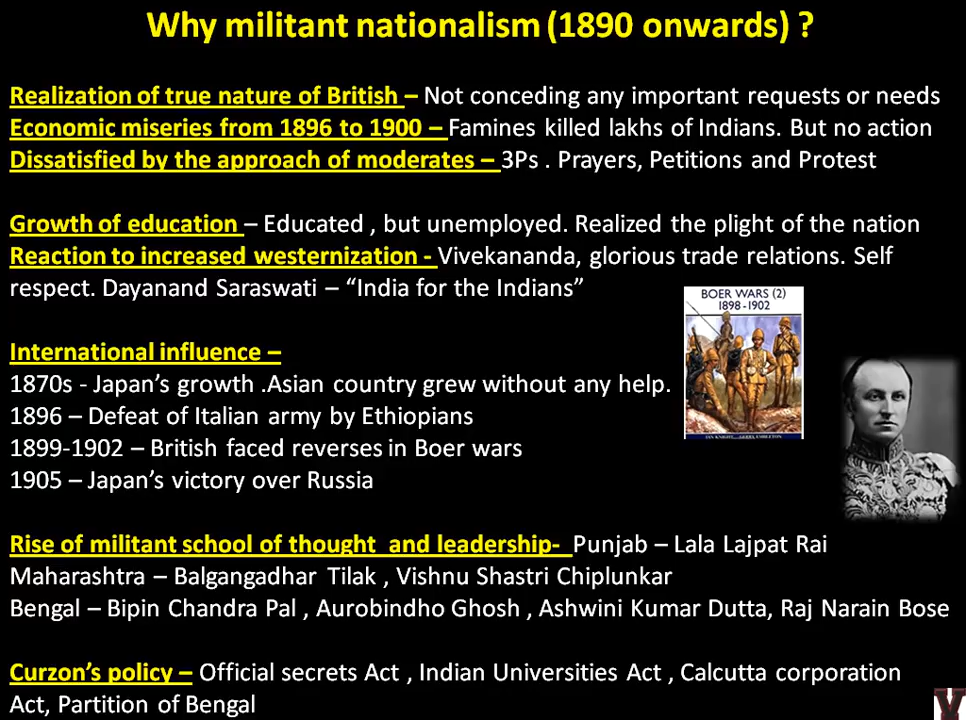 Why militant nationalism (1890 onwards) ?
Realization of true nature of British – Not conceding any important requests or needs
Economic miseries from 1896 to 1900 – Famines killed lakhs of Indians. But no action
Dissatisfied by the approach of moderates – 3Ps . Prayers, Petitions and Protest
Growth of education – Educated , but unemployed. Realized the plight of the nation
Reaction to increased westernization - Vivekananda, glorious trade relations. Self
respect. Dayanand Saraswati – “India for the Indians”
BOER WARS (2)
1898-1902
International influence –
1870s - Japan’s growth .Asian country grew without any help.
1896 – Defeat of Italian army by Ethiopians
1899-1902 – British faced reverses in Boer wars
1905 – Japan’s victory over Russia
Rise of militant school of thought and leadership- Punjab – Lala Lajpat Rai
Maharashtra – Balgangadhar Tilak , Vishnu Shastri Chiplunkar
Bengal – Bipin Chandra Pal , Aurobindho Ghosh , Ashwini Kumar Dutta, Raj Narain Bose
Curzon’s policy – Official secrets Act , Indian Universities Act , Calcutta corporation
Act, Partition of Bengal